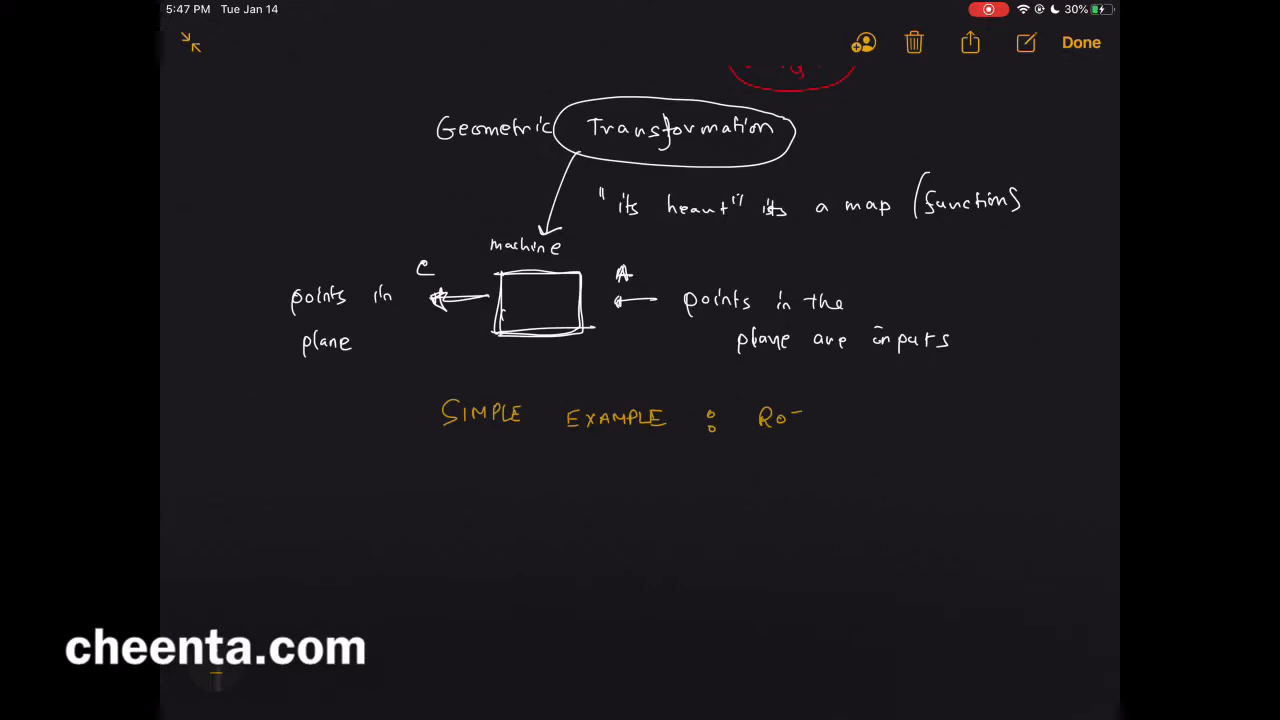 5:47 PM Tue Jan 14
30%
Done
Geometric Transformation
"its heart" its a map (functions
machine
C
A
points in
plane
points in the
plane are inputs
SIMPLE EXAMPLE : RO
cheenta.com